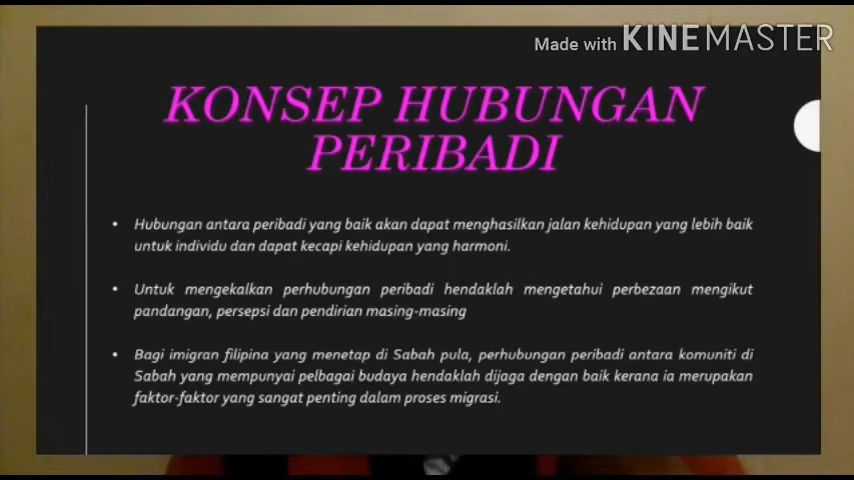 Made with KINEMASTER
KONSEP HUBUNGAN
PERIBADI
• Hubungan antara peribadi yang baik akan dapat menghasilkan jalan kehidupan yang lebih baik
untuk individu dan dapat kecapi kehidupan yang harmoni.
• Untuk mengekalkan perhubungan peribadi hendaklah mengetahui perbezaan mengikut
pandangan, persepsi dan pendirian masing-masing
• Bagi imigran filipina yang menetap di Sabah pula, perhubungan peribadi antara komuniti di
Sabah yang mempunyai pelbagai budaya hendaklah dijaga dengan baik kerana ia merupakan
faktor-faktor yang sangat penting dalam proses migrasi.